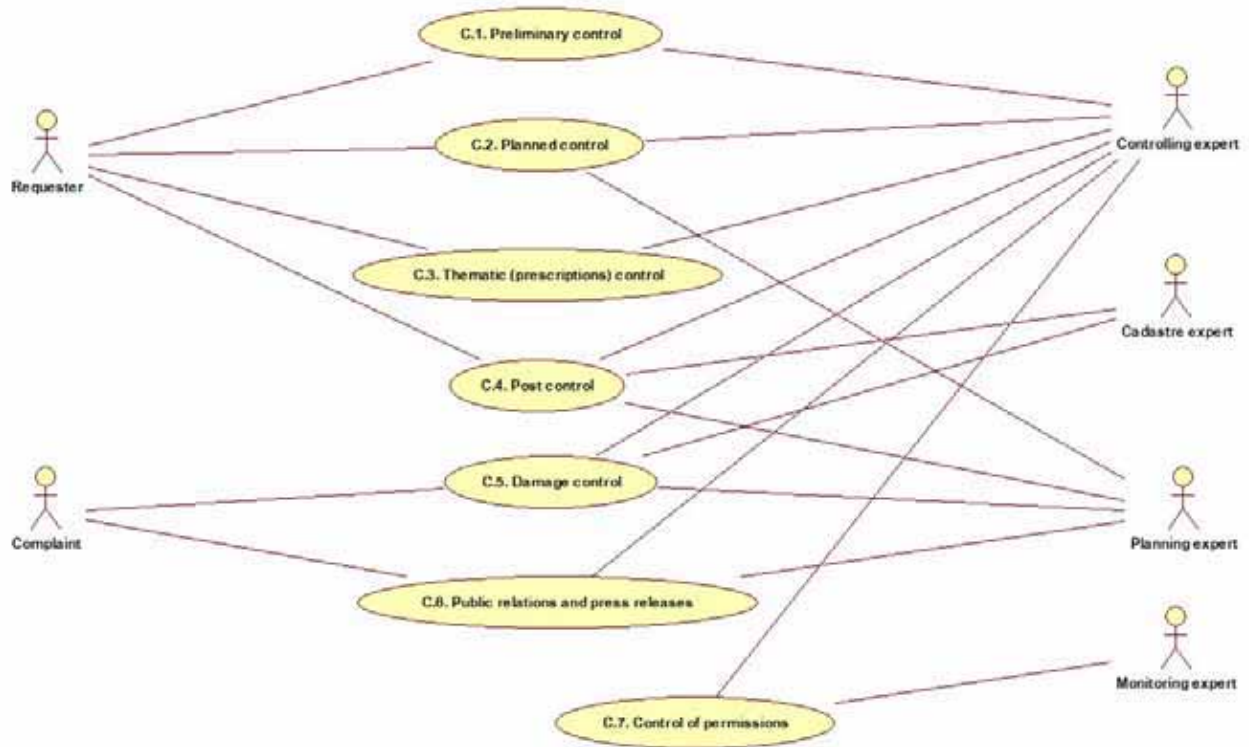 C.1. Preliminary control
Requester
C.2. Planned control
Controlling expert
C.3. Thematic (prescriptions) control
Cadastre expert
C.4. Post control
Complaint
C.5. Damage control
Planning expert
C.6. Public relations and press releases
Monitoring expert
C.7. Control of permissions